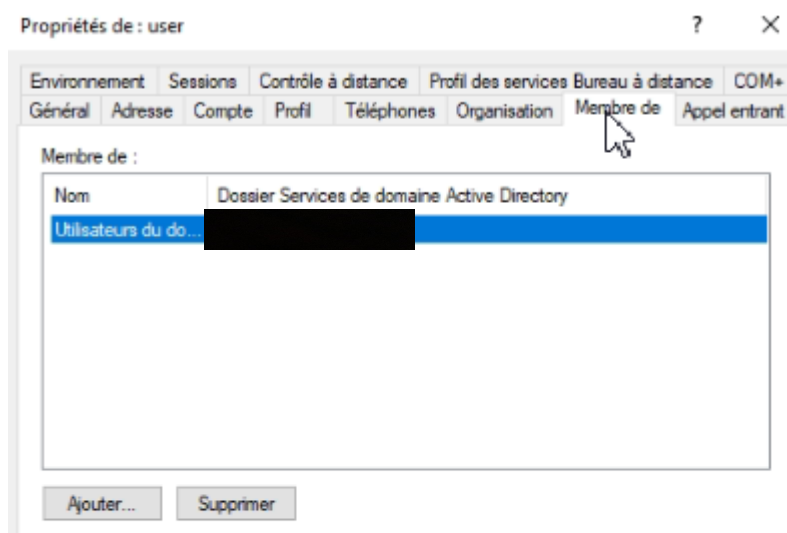 Propriétés de : user ? ×
Environnement Sessions Contrôle à distance Profil des services Bureau à distance COM+
Général Adresse Compte Profil Téléphones Organisation Membre de Appel entrant
Membre de :
Nom Dossier Services de domaine Active Directory
Utilisateurs du do...
Ajouter... Supprimer